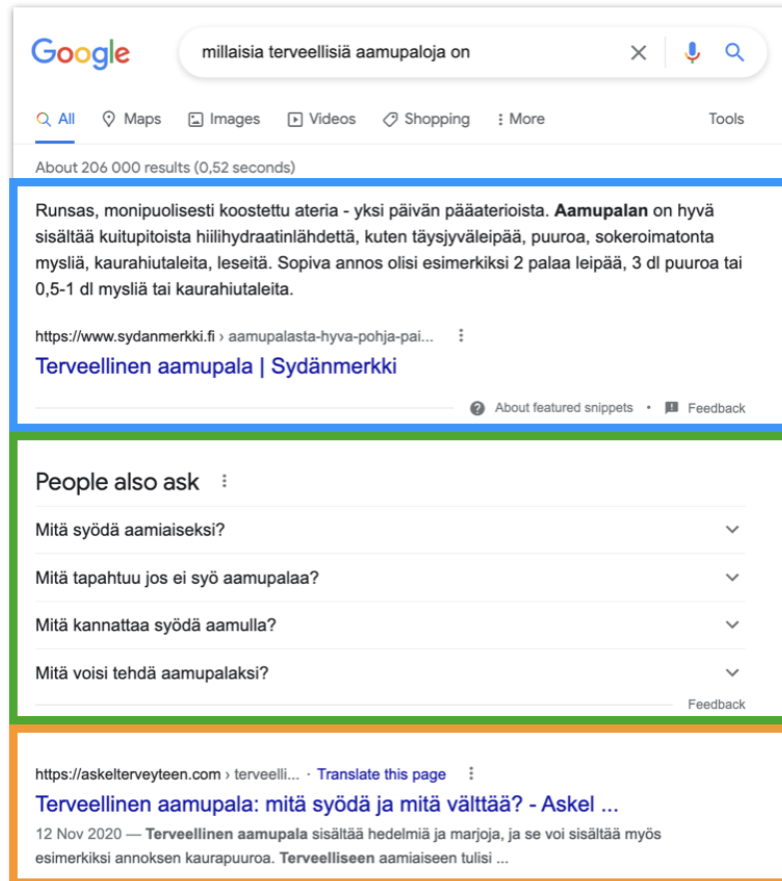 Google
millaisia terveellisiä aamupaloja on
All Maps Images Videos Shopping More Tools
About 206 000 results (0,52 seconds)
Runsas, monipuolisesti koostettu ateria - yksi päivän pääaterioista. Aamupalan on hyvä
sisältää kuitupitoista hiilihydraatinlähdettä, kuten täysjyväleipää, puuroa, sokeroimatonta
mysliä, kaurahiutaleita, leseitä. Sopiva annos olisi esimerkiksi 2 palaa leipää, 3 dl puuroa tai
0,5-1 dl mysliä tai kaurahiutaleita.
https://www.sydanmerkki.fi › aamupalasta-hyva-pohja-pai...
Terveellinen aamupala | Sydänmerkki
About featured snippets • Feedback
People also ask
Mitä syödä aamiaiseksi?
Mitä tapahtuu jos ei syö aamupalaa?
Mitä kannattaa syödä aamulla?
Mitä voisi tehdä aamupalaksi?
Feedback
https://askelterveyteen.com › terveelli... · Translate this page
Terveellinen aamupala: mitä syödä ja mitä välttää? - Askel ...
12 Nov 2020 — Terveellinen aamupala sisältää hedelmiä ja marjoja, ja se voi sisältää myös
esimerkiksi annoksen kaurapuuroa. Terveelliseen aamiaiseen tulisi ...